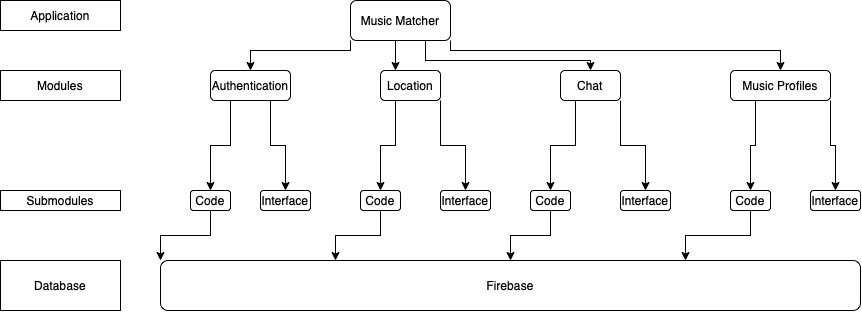 Application
Music Matcher
Modules
Authentication
Location
Chat
Music Profiles
Submodules
Code
Interface
Code
Interface
Code
Interface
Code
Interface
Database
Firebase